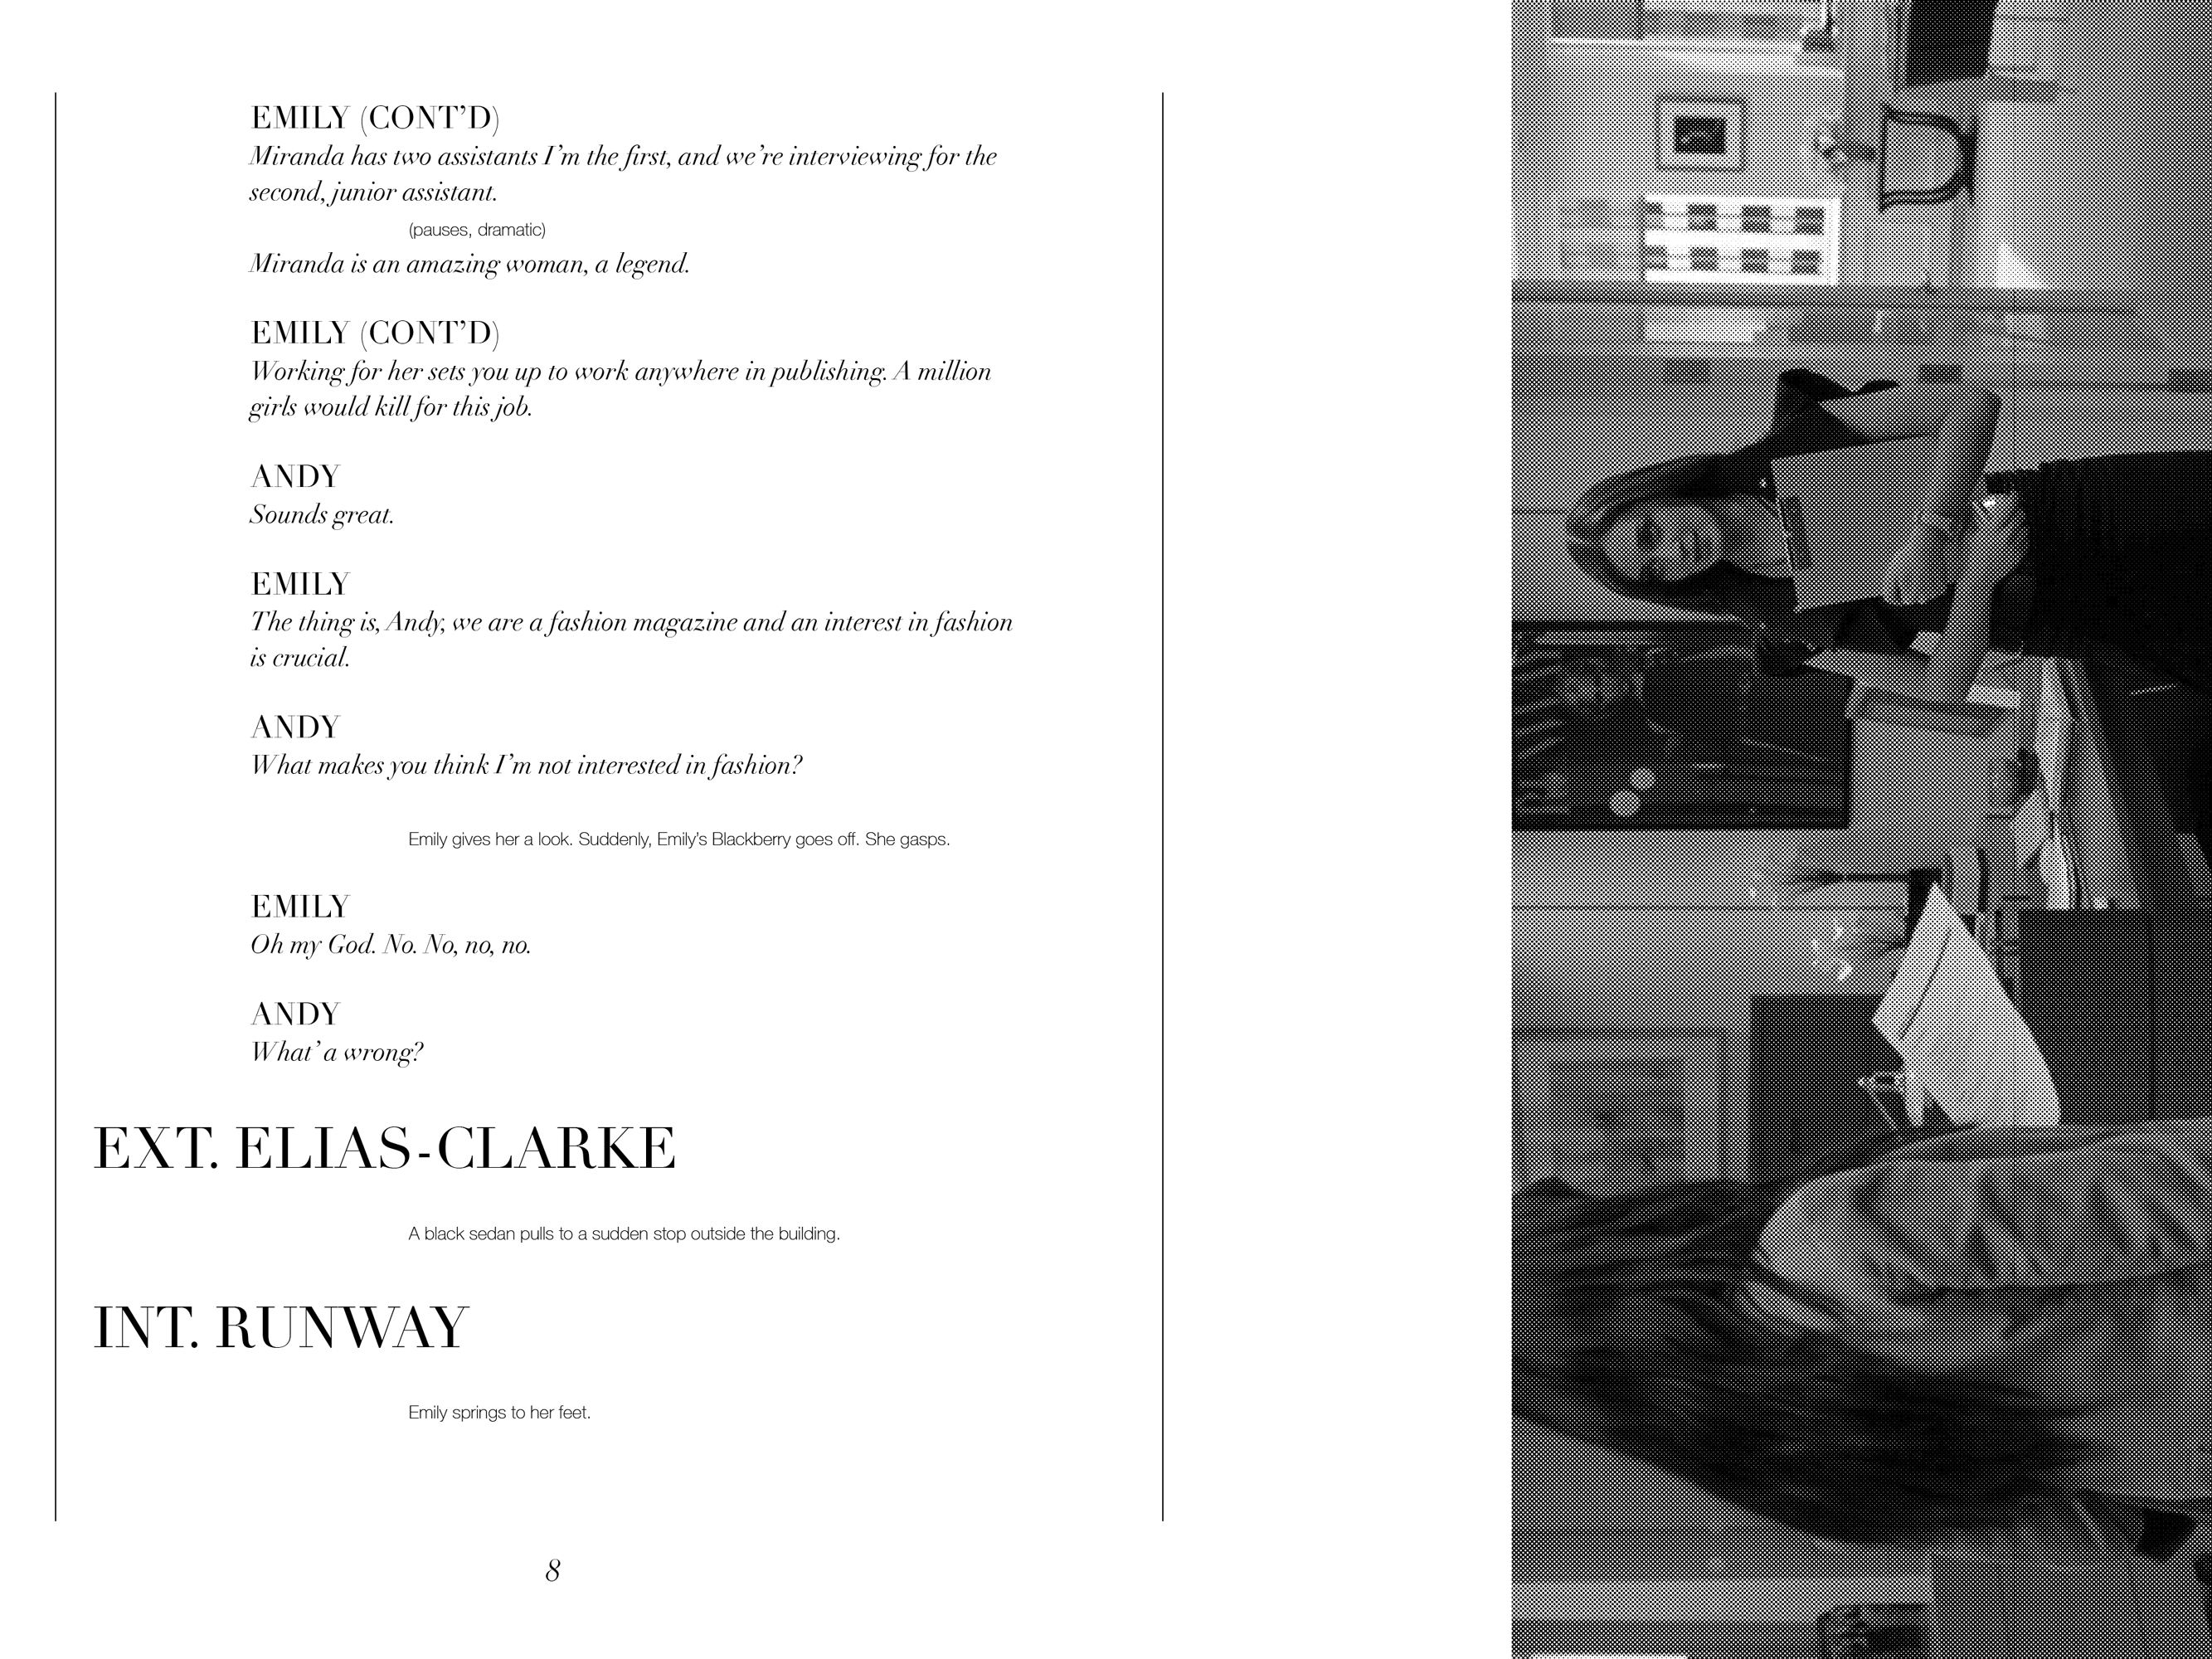 EMILY (CONT’D)
Miranda has two assistants I’m the first, and we’re interviewing for the
second, junior assistant.
(pauses, dramatic)
Miranda is an amazing woman, a legend.
EMILY (CONT’D)
Working for her sets you up to work anywhere in publishing. A million
girls would kill for this job.
ANDY
Sounds great.
EMILY
The thing is, Andy, we are a fashion magazine and an interest in fashion
is crucial.
ANDY
What makes you think I’m not interested in fashion?
Emily gives her a look. Suddenly, Emily’s Blackberry goes off. She gasps.
EMILY
Oh my God. No. No, no, no.
ANDY
What’ a wrong?
EXT. ELIAS-CLARKE
A black sedan pulls to a sudden stop outside the building.
INT. RUNWAY
Emily springs to her feet.
8